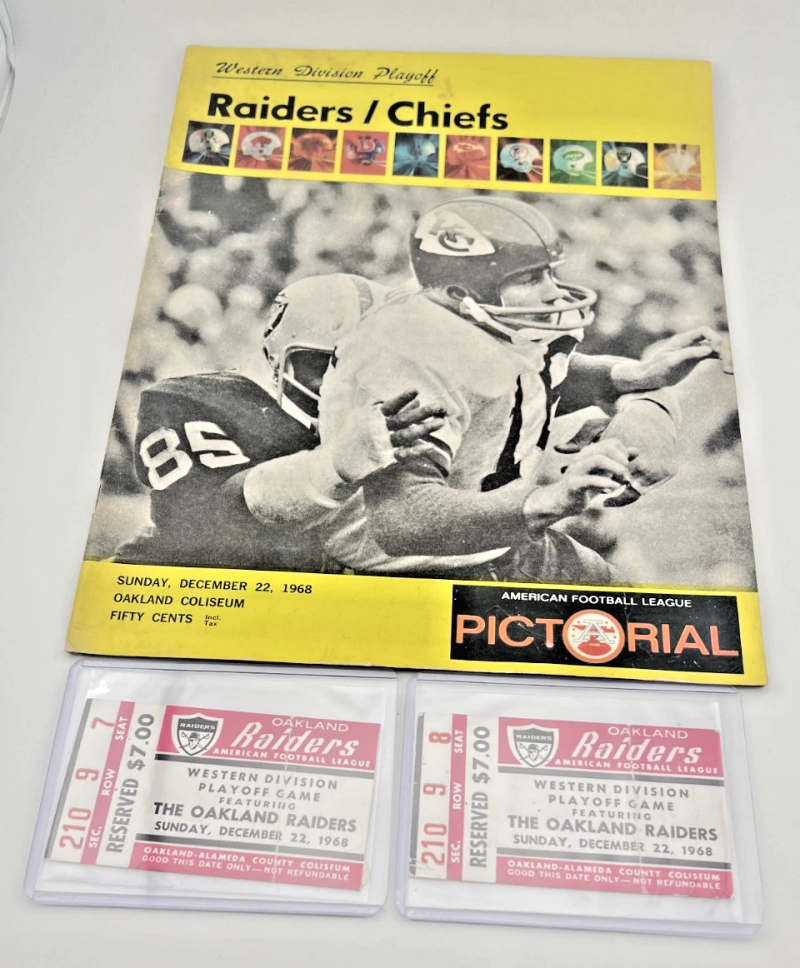 Western Division Playoff
Raiders / Chiefs
KC
85
SUNDAY, DECEMBER 22, 1968
OAKLAND COLISEUM
FIFTY CENTS Incl. Tax
AMERICAN FOOTBALL LEAGUE
PICTORIAL
210 9 7
SEC. ROW SEAT
RESERVED $7.00
RAIDERS
OAKLAND
Raiders
AMERICAN FOOTBALL LEAGUE
WESTERN DIVISION
PLAYOFF GAME
FEATURING
THE OAKLAND RAIDERS
SUNDAY, DECEMBER 22, 1968
OAKLAND-ALAMEDA COUNTY COLISEUM
GOOD THIS DATE ONLY—NOT REFUNDABLE
210 9 8
SEC. ROW SEAT
RESERVED $7.00
RAIDERS
OAKLAND
Raiders
AMERICAN FOOTBALL LEAGUE
WESTERN DIVISION
PLAYOFF GAME
FEATURING
THE OAKLAND RAIDERS
SUNDAY, DECEMBER 22, 1968
OAKLAND-ALAMEDA COUNTY COLISEUM
GOOD THIS DATE ONLY—NOT REFUNDABLE